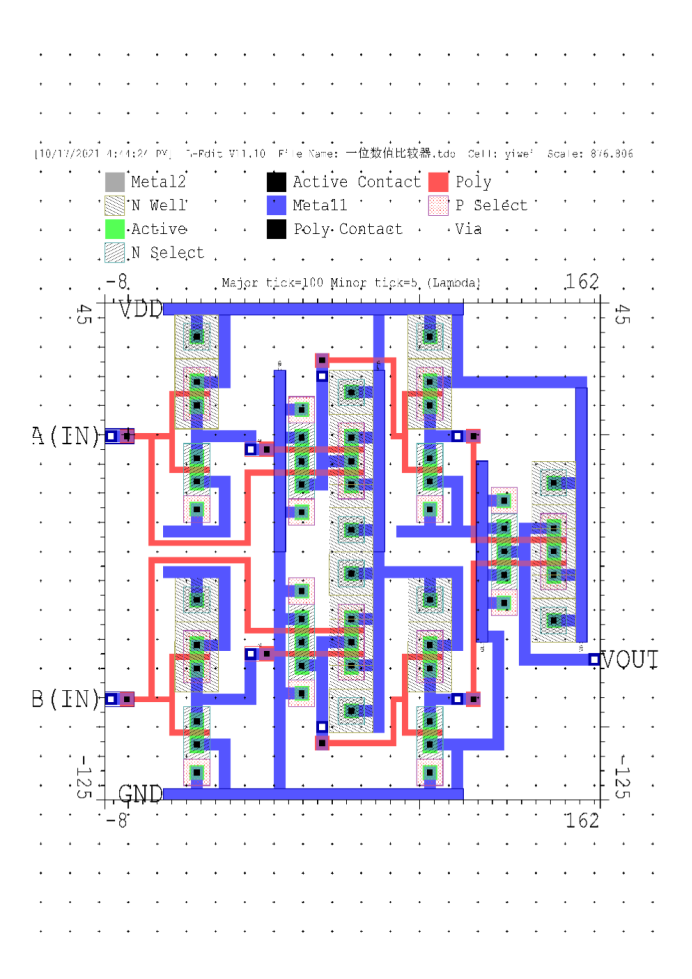 [10/17/2021 4:44:24 PM] L-Edit V11.10 File Name: 一位数值比较器.tdb Cell: yiwei Scale: 876.806
Metal2 Active Contact Poly
N Well Metal1 P Select
Active Poly Contact Via
N Select
Major tick=100 Minor tick=5 (Lambda)
-8 162
45 VDD 45
A(IN)
VOUT
B(IN)
-125 GND -125
-8 162